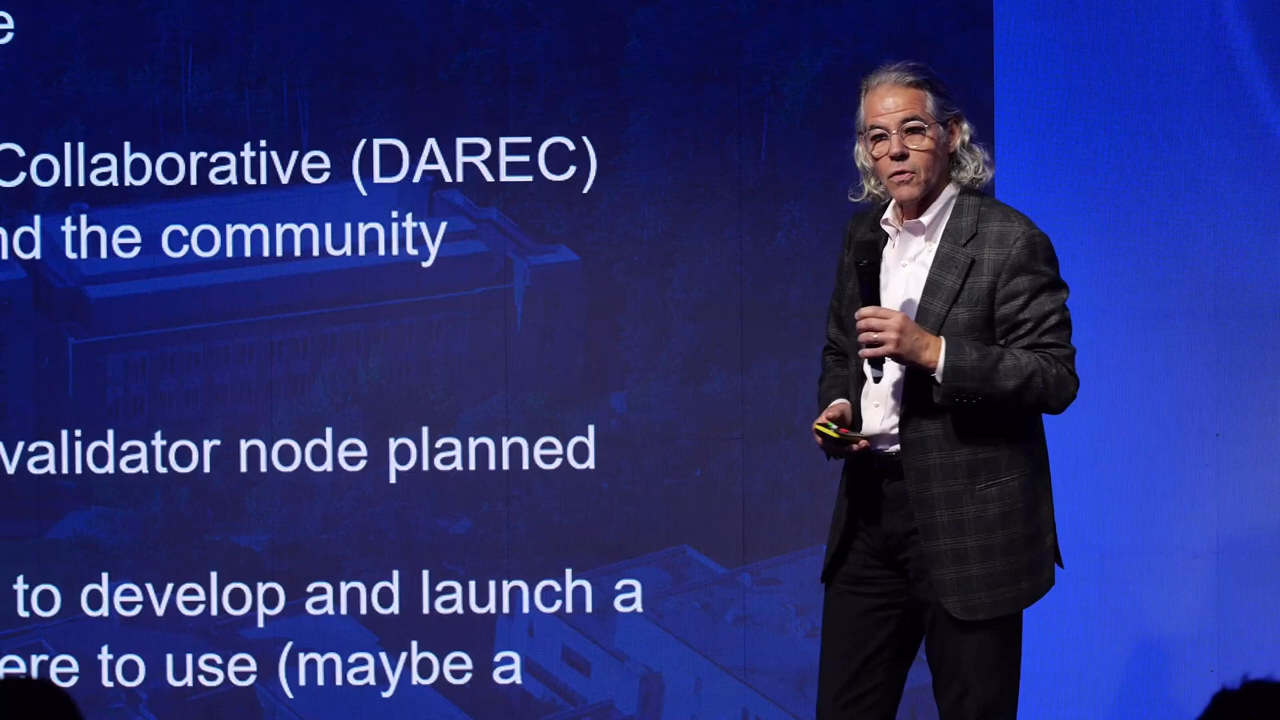 e
Collaborative (DAREC)
nd the community
validator node planned
to develop and launch a
ere to use (maybe a